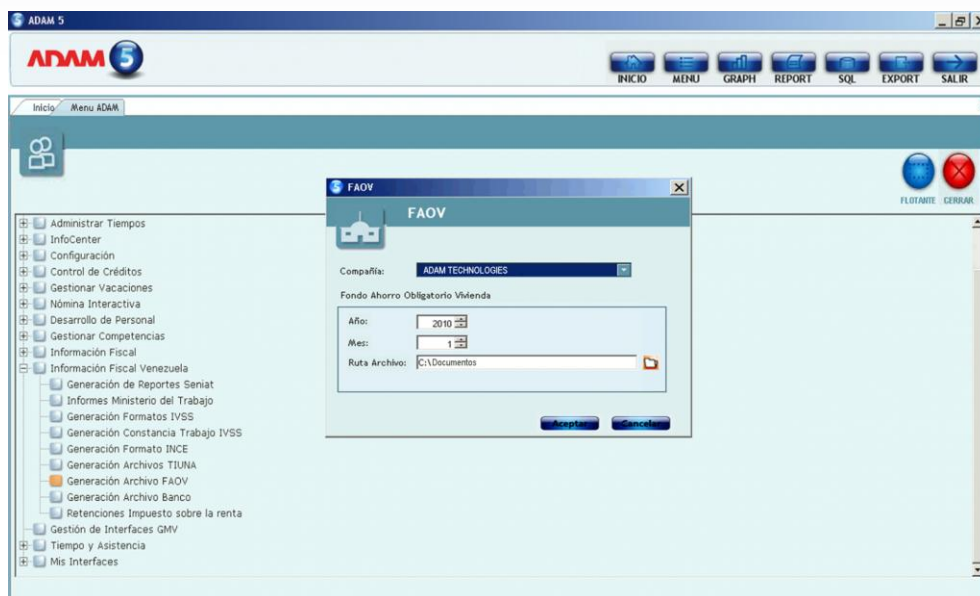 ADAM 5
ADAM 5
INICIO MENU GRAPH REPORT SQL EXPORT SALIR
Inicio Menu ADAM
FLOTANTE CERRAR
FAOV
FAOV
Compañía: ADAM TECHNOLOGIES
Fondo Ahorro Obligatorio Vivienda
Año: 2010
Mes: 1
Ruta Archivo: C:\Documentos
Aceptar Cancelar
Administrar Tiempos
InfoCenter
Configuración
Control de Créditos
Gestionar Vacaciones
Nómina Interactiva
Desarrollo de Personal
Gestionar Competencias
Información Fiscal
Información Fiscal Venezuela
Generación de Reportes Seniat
Informes Ministerio del Trabajo
Generación Formatos IVSS
Generación Constancia Trabajo IVSS
Generación Formato INCE
Generación Archivos TIUNA
Generación Archivo FAOV
Generación Archivo Banco
Retenciones Impuesto sobre la renta
Gestión de Interfaces GMV
Tiempo y Asistencia
Mis Interfaces